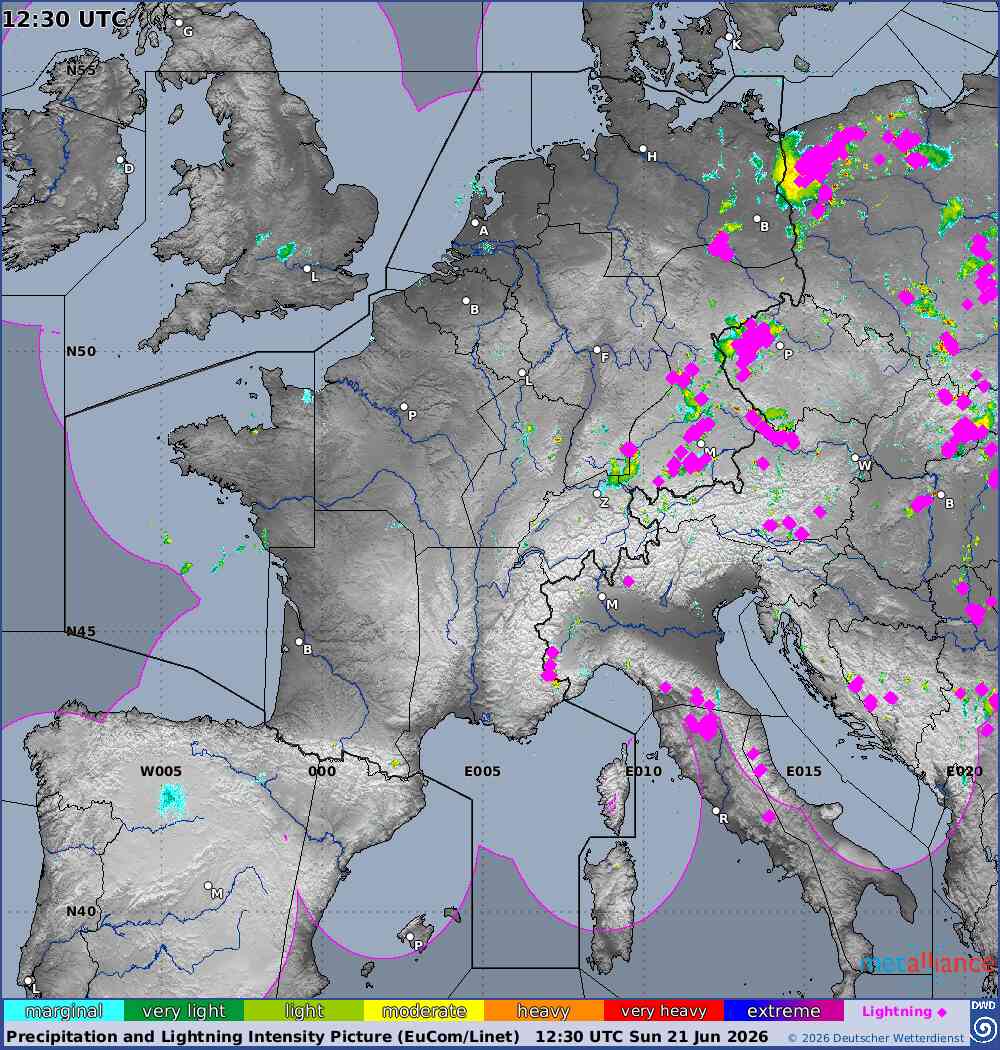 12:30 UTC
G
K
N55
H
D
A
B
L
B
N50
F
P
L
P
M
W
Z
B
M
N45
B
W005 000 E005 E010 E015 E020
R
M
N40
P
L
metalliance
marginal very light light moderate heavy very heavy extreme Lightning
DWD
Precipitation and Lightning Intensity Picture (EuCom/Linet) 12:30 UTC Sun 21 Jun 2026 © 2026 Deutscher Wetterdienst